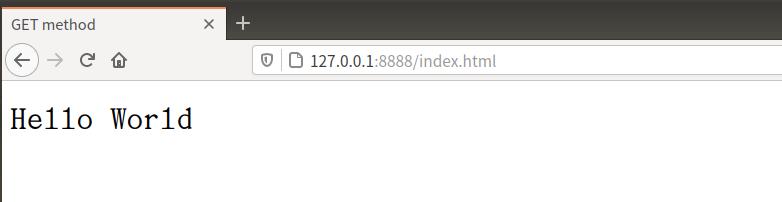 GET method
127.0.0.1:8888/index.html
Hello World